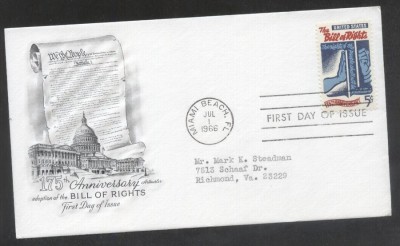 We the People
175th Anniversary celebrates
adoption of the BILL OF RIGHTS
First Day of Issue
MIAMI BEACH, FL
JUL
1
1966
UNITED STATES
The Bill of Rights
5¢
FIRST DAY OF ISSUE
Mr. Mark K. Steadman
7813 Schaaf Dr.
Richmond, Va. 23229